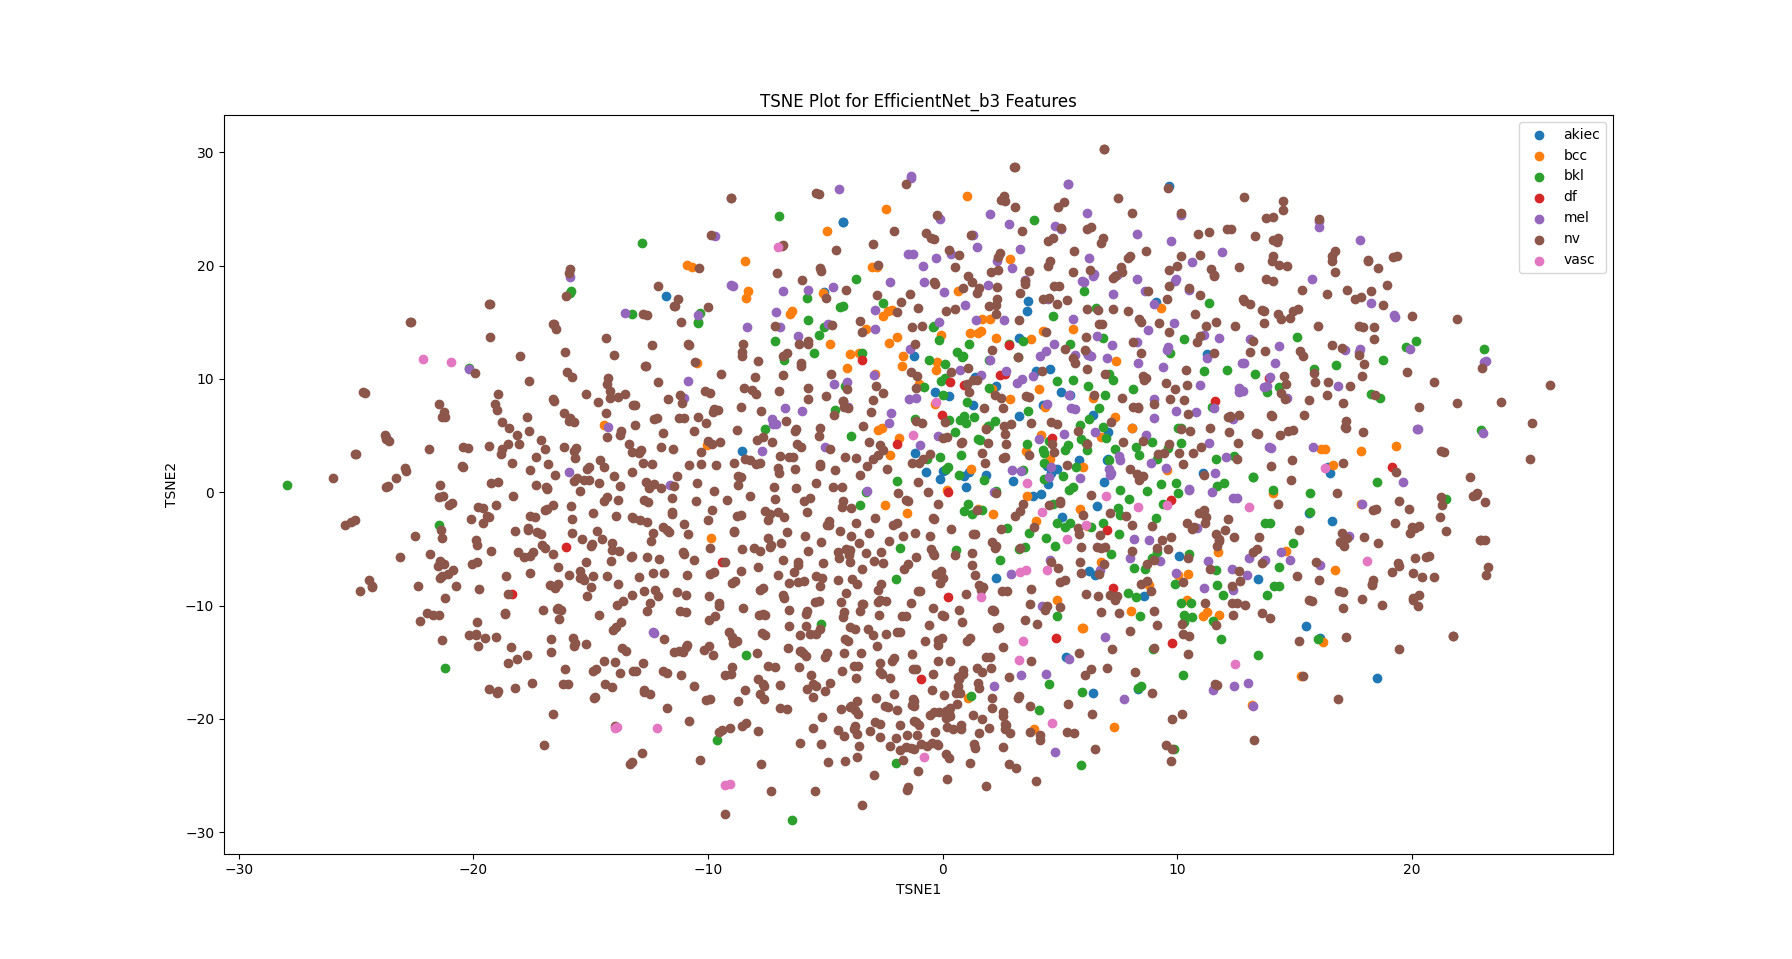 TSNE Plot for EfficientNet_b3 Features
akiec
bcc
bkl
df
mel
nv
vasc
30
20
10
0
−10
−20
−30
TSNE2
−30
−20
−10
0
10
20
TSNE1